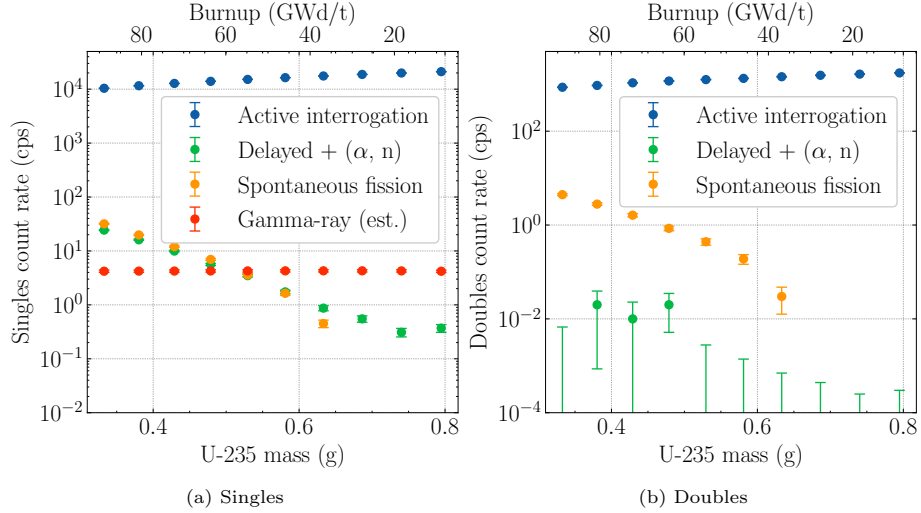 Burnup (GWd/t)
80 60 40 20
10^4
10^3
10^2
10^1
10^0
10^−1
10^−2
Singles count rate (cps)
Active interrogation
Delayed + (α, n)
Spontaneous fission
Gamma-ray (est.)
0.4 0.6 0.8
U-235 mass (g)
(a) Singles
Burnup (GWd/t)
80 60 40 20
10^2
10^0
10^−2
10^−4
Doubles count rate (cps)
Active interrogation
Delayed + (α, n)
Spontaneous fission
0.4 0.6 0.8
U-235 mass (g)
(b) Doubles